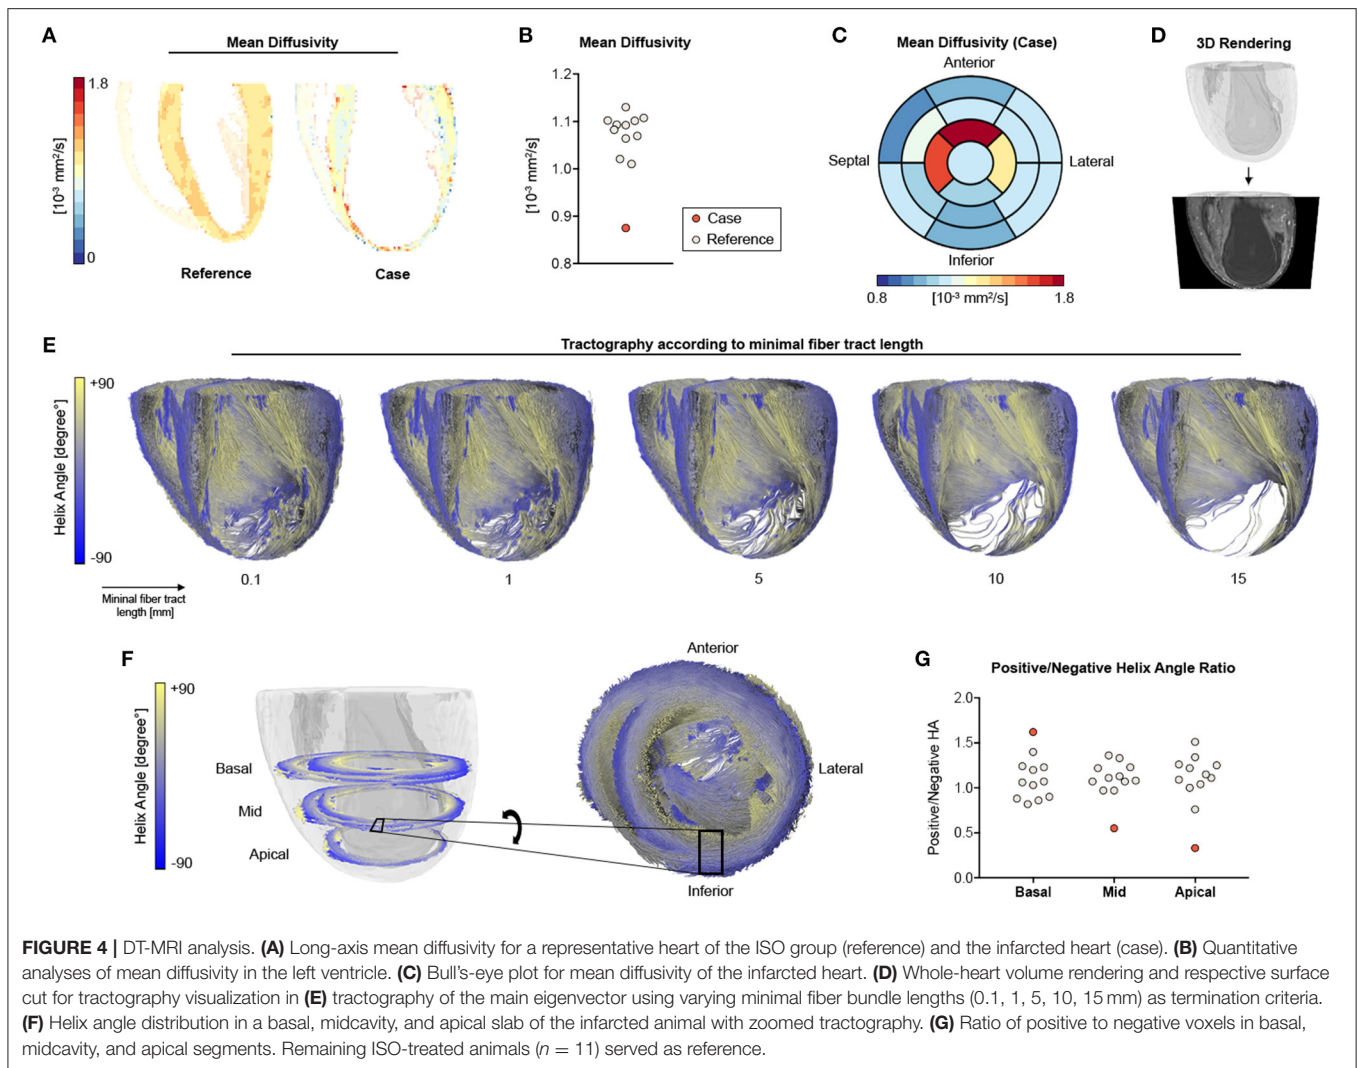 A
Mean Diffusivity
1.8
0
[10⁻³ mm²/s]
Reference
Case
B
Mean Diffusivity
1.2
1.1
1.0
0.9
0.8
[10⁻³ mm²/s]
Case
Reference
C
Mean Diffusivity (Case)
Anterior
Septal
Lateral
Inferior
0.8
[10⁻³ mm²/s]
1.8
D
3D Rendering
E
Tractography according to minimal fiber tract length
+90
-90
Helix Angle [degree°]
0.1
1
5
10
15
Mininal fiber tract
length [mm]
F
+90
-90
Helix Angle [degree°]
Basal
Mid
Apical
Anterior
Lateral
Inferior
G
Positive/Negative Helix Angle Ratio
2.0
1.5
1.0
0.5
0.0
Positive/Negative HA
Basal
Mid
Apical
FIGURE 4 | DT-MRI analysis. (A) Long-axis mean diffusivity for a representative heart of the ISO group (reference) and the infarcted heart (case). (B) Quantitative
analyses of mean diffusivity in the left ventricle. (C) Bull's-eye plot for mean diffusivity of the infarcted heart. (D) Whole-heart volume rendering and respective surface
cut for tractography visualization in (E) tractography of the main eigenvector using varying minimal fiber bundle lengths (0.1, 1, 5, 10, 15 mm) as termination criteria.
(F) Helix angle distribution in a basal, midcavity, and apical slab of the infarcted animal with zoomed tractography. (G) Ratio of positive to negative voxels in basal,
midcavity, and apical segments. Remaining ISO-treated animals (n = 11) served as reference.